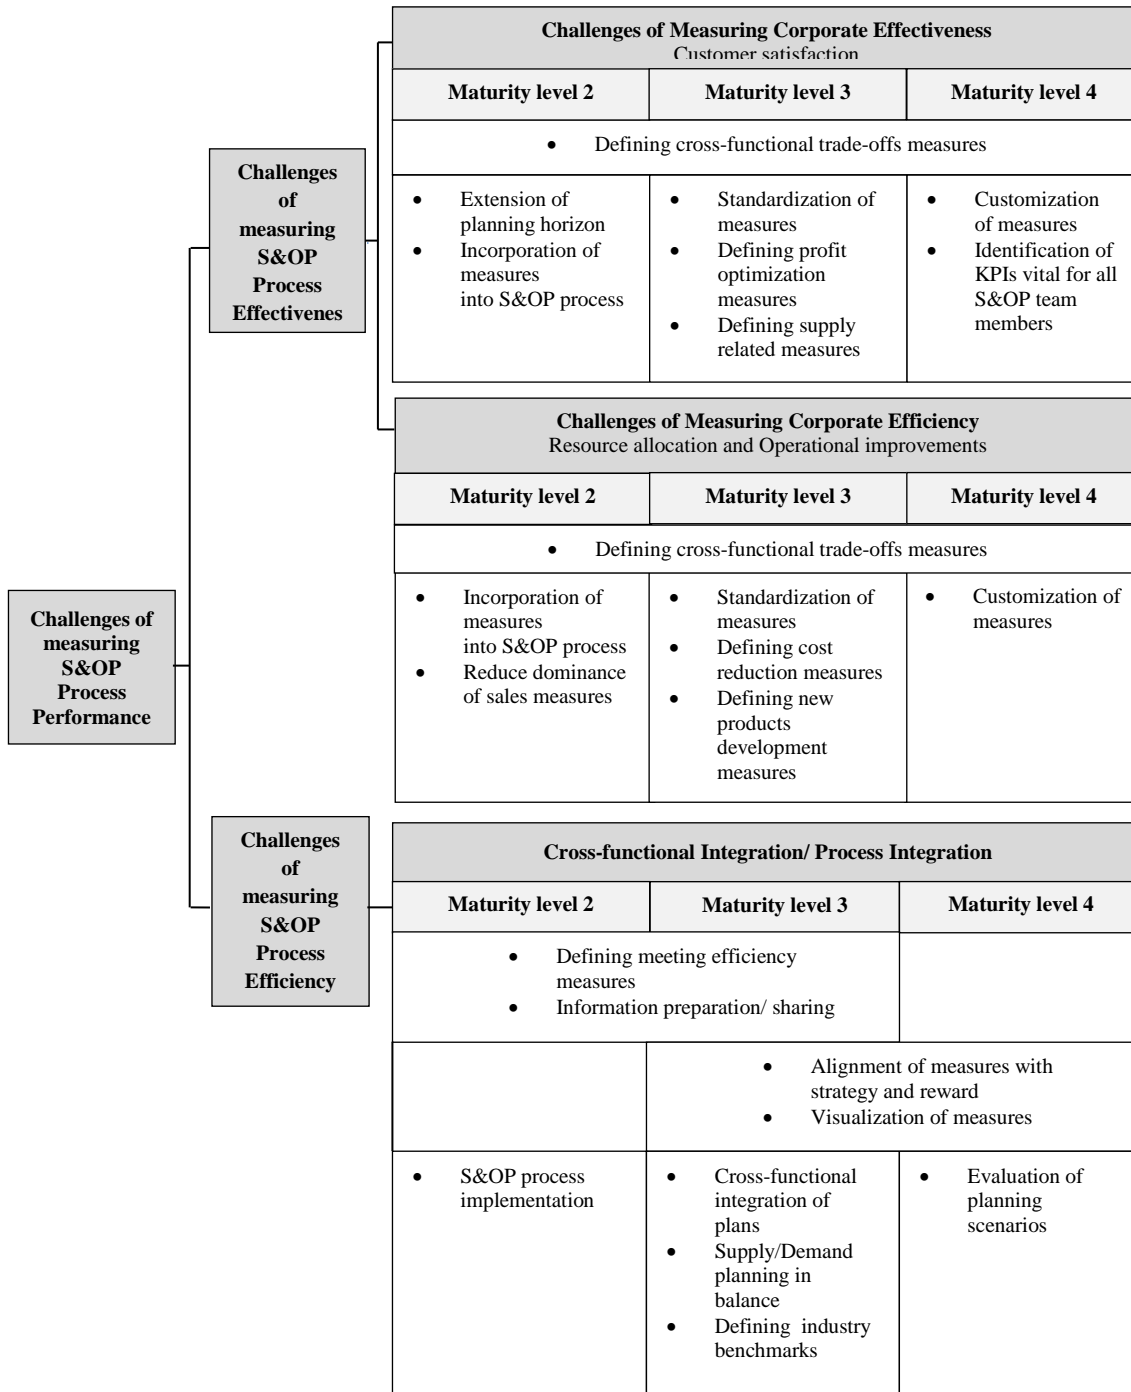 Challenges of Measuring Corporate Effectiveness
Customer satisfaction
Maturity level 2
Maturity level 3
Maturity level 4
• Defining cross-functional trade-offs measures
• Extension of
planning horizon
• Incorporation of
measures
into S&OP process
• Standardization of
measures
• Defining profit
optimization
measures
• Defining supply
related measures
• Customization
of measures
• Identification of
KPIs vital for all
S&OP team
members
Challenges
of
measuring
S&OP
Process
Effectivenes
Challenges of Measuring Corporate Efficiency
Resource allocation and Operational improvements
Maturity level 2
Maturity level 3
Maturity level 4
• Defining cross-functional trade-offs measures
• Incorporation of
measures
into S&OP process
• Reduce dominance
of sales measures
• Standardization of
measures
• Defining cost
reduction measures
• Defining new
products
development
measures
• Customization of
measures
Challenges of
measuring
S&OP
Process
Performance
Challenges
of
measuring
S&OP
Process
Efficiency
Cross-functional Integration/ Process Integration
Maturity level 2
Maturity level 3
Maturity level 4
• Defining meeting efficiency
measures
• Information preparation/ sharing
• Alignment of measures with
strategy and reward
• Visualization of measures
• S&OP process
implementation
• Cross-functional
integration of
plans
• Supply/Demand
planning in
balance
• Defining industry
benchmarks
• Evaluation of
planning
scenarios